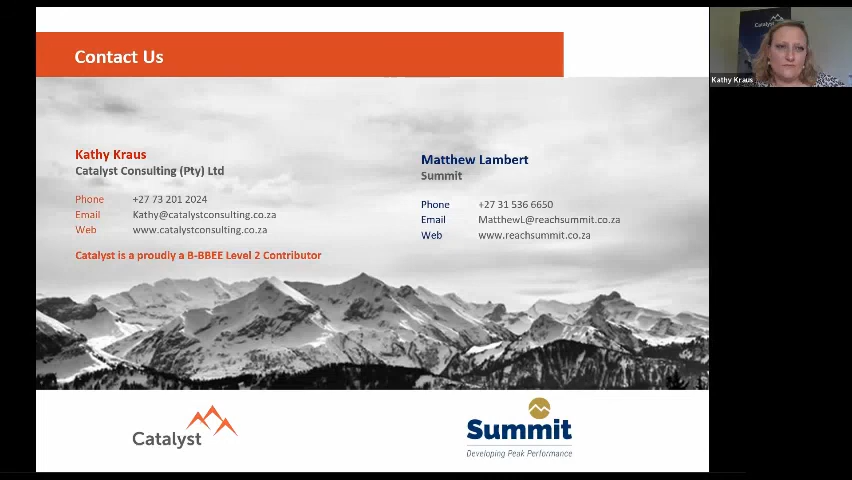 Contact Us
Kathy Kraus
Catalyst Consulting (Pty) Ltd
Phone +27 73 201 2024
Email Kathy@catalystconsulting.co.za
Web www.catalystconsulting.co.za
Catalyst is a proudly a B-BBEE Level 2 Contributor
Matthew Lambert
Summit
Phone +27 31 536 6650
Email MatthewL@reachsummit.co.za
Web www.reachsummit.co.za
Catalyst
Summit
Developing Peak Performance
Catalyst
Kathy Kraus